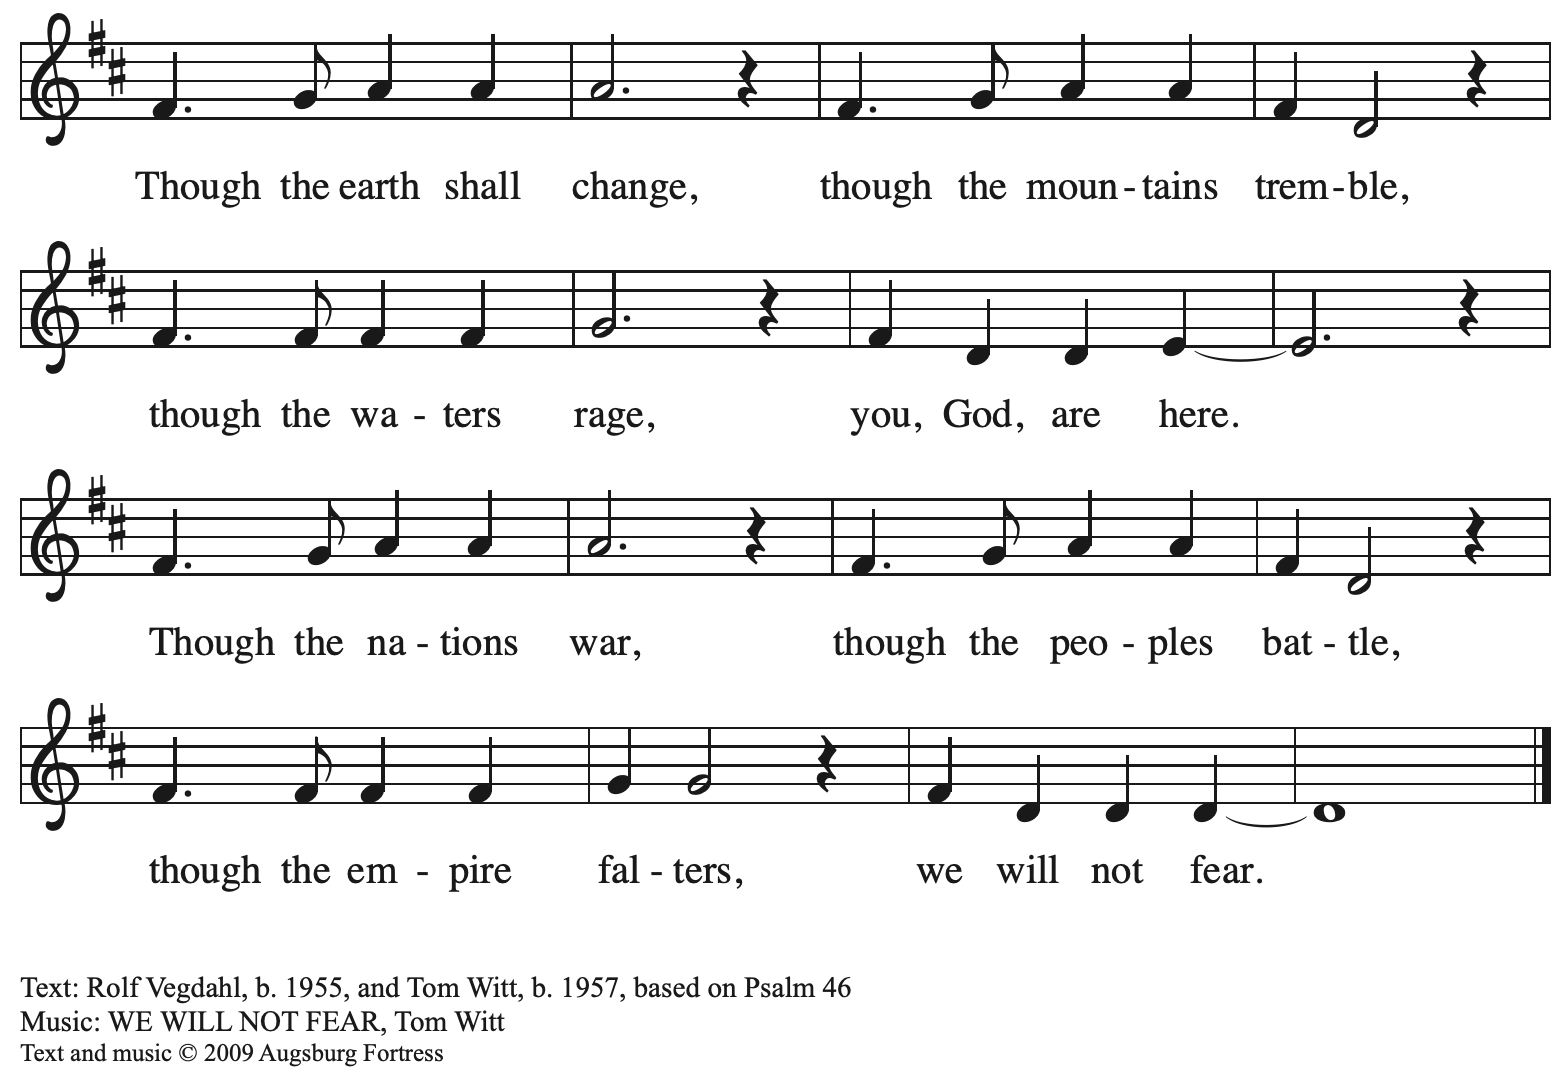 Though the earth shall change, though the moun - tains trem - ble,
though the wa - ters rage, you, God, are here.
Though the na - tions war, though the peo - ples bat - tle,
though the em - pire fal - ters, we will not fear.
Text: Rolf Vegdahl, b. 1955, and Tom Witt, b. 1957, based on Psalm 46
Music: WE WILL NOT FEAR, Tom Witt
Text and music © 2009 Augsburg Fortress